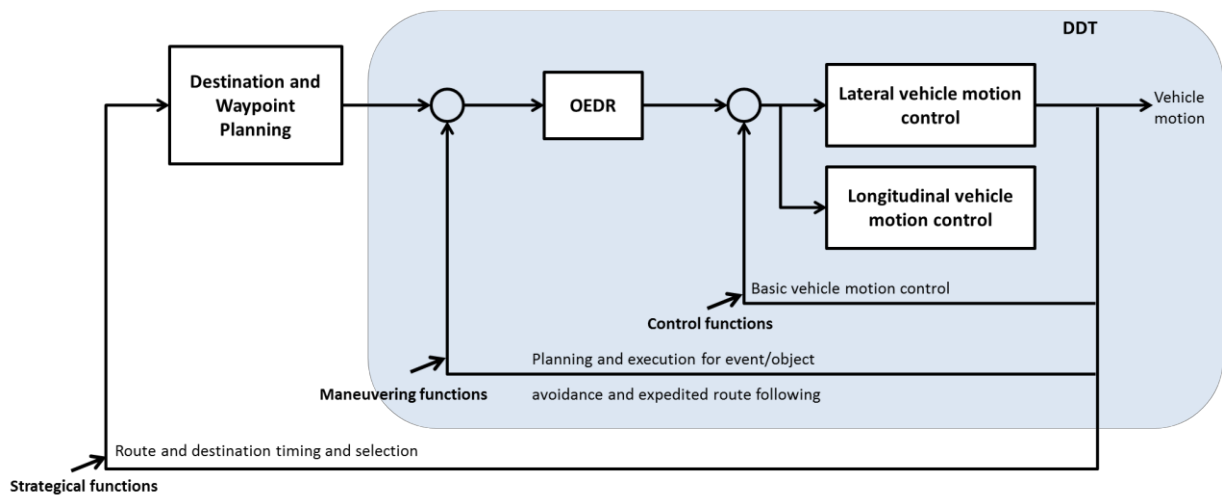 DDT
Destination and
Waypoint
Planning
OEDR
Lateral vehicle motion
control
Vehicle
motion
Longitudinal vehicle
motion control
Basic vehicle motion control
Control functions
Planning and execution for event/object
Maneuvering functions
avoidance and expedited route following
Route and destination timing and selection
Strategical functions